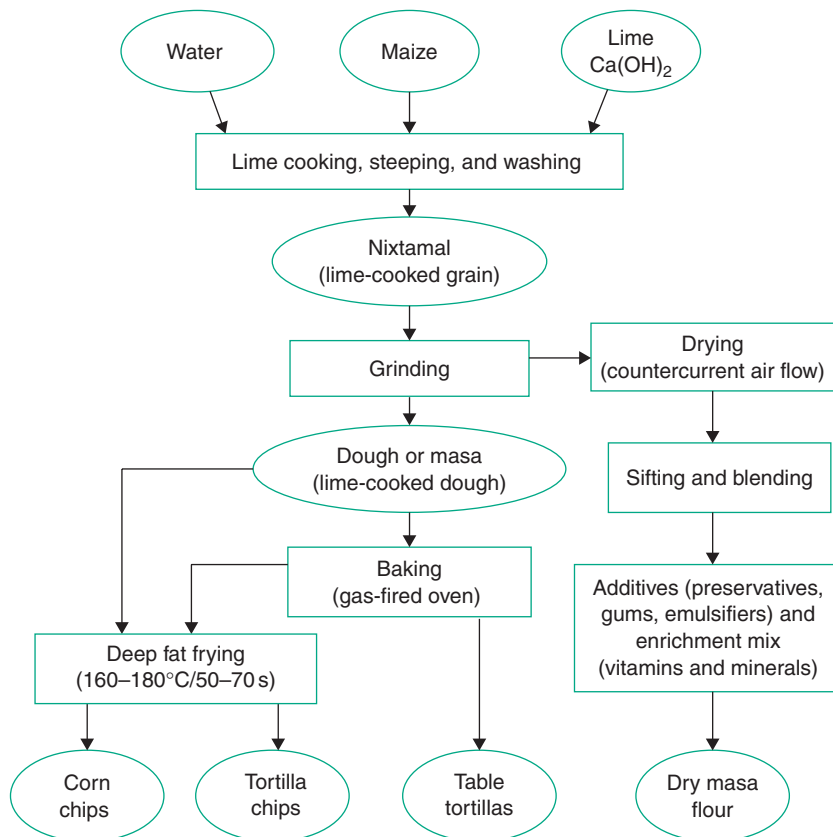 Water
Maize
Lime
Ca(OH)₂
Lime cooking, steeping, and washing
Nixtamal
(lime-cooked grain)
Grinding
Drying
(countercurrent air flow)
Dough or masa
(lime-cooked dough)
Sifting and blending
Baking
(gas-fired oven)
Additives (preservatives,
gums, emulsifiers) and
enrichment mix
(vitamins and minerals)
Deep fat frying
(160–180°C/50–70 s)
Corn
chips
Tortilla
chips
Table
tortillas
Dry masa
flour